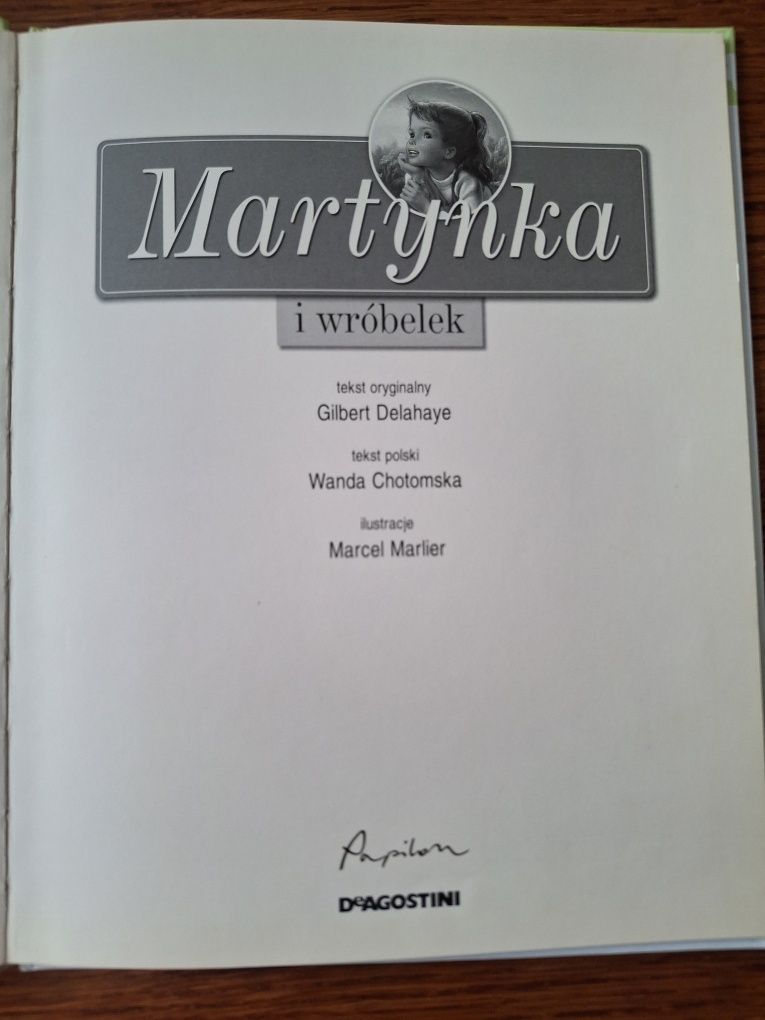 Martynka
i wróbelek
tekst oryginalny
Gilbert Delahaye
tekst polski
Wanda Chotomska
ilustracje
Marcel Marlier
Papilon
DeAGOSTINI